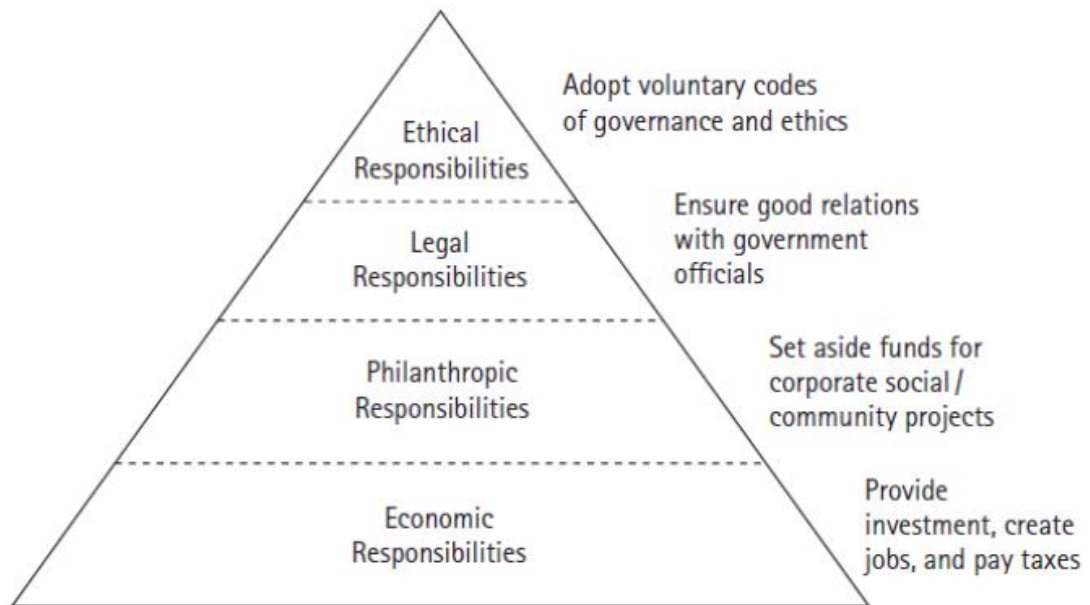 Adopt voluntary codes
of governance and ethics
Ethical
Responsibilities
Ensure good relations
with government
officials
Legal
Responsibilities
Set aside funds for
corporate social /
community projects
Philanthropic
Responsibilities
Provide
investment, create
jobs, and pay taxes
Economic
Responsibilities